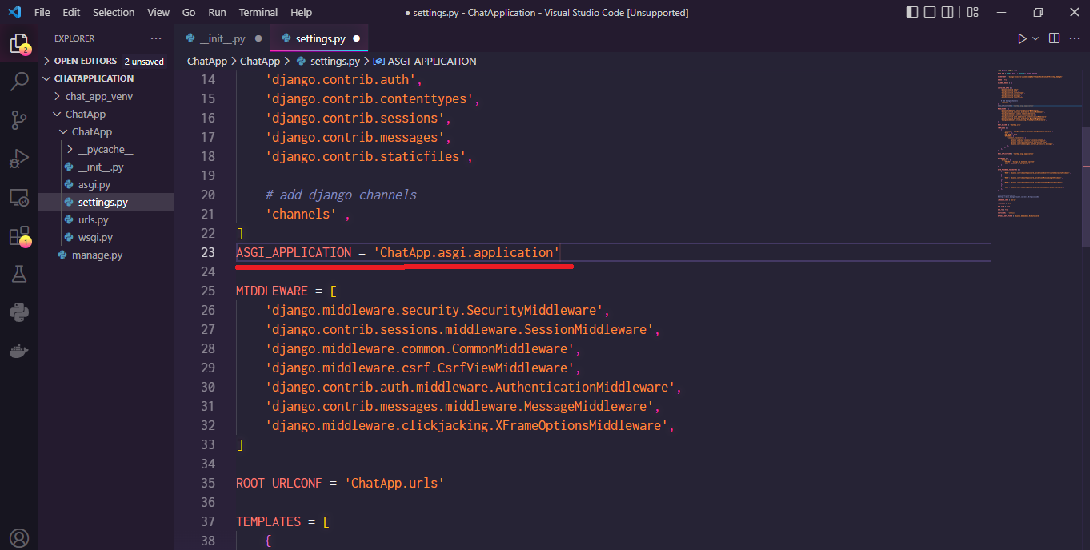 File Edit Selection View Go Run Terminal Help
● settings.py - ChatApplication - Visual Studio Code [Unsupported]
EXPLORER
OPEN EDITORS 2 unsaved
CHATAPPLICATION
chat_app_venv
ChatApp
ChatApp
__pycache__
__init__.py
asgi.py
settings.py
urls.py
wsgi.py
manage.py
__init__.py ● settings.py ●
ChatApp > ChatApp > settings.py > ASGI_APPLICATION
14 'django.contrib.auth',
15 'django.contrib.contenttypes',
16 'django.contrib.sessions',
17 'django.contrib.messages',
18 'django.contrib.staticfiles',
19
20 # add django channels
21 'channels' ,
22 ]
23 ASGI_APPLICATION = 'ChatApp.asgi.application'
24
25 MIDDLEWARE = [
26 'django.middleware.security.SecurityMiddleware',
27 'django.contrib.sessions.middleware.SessionMiddleware',
28 'django.middleware.common.CommonMiddleware',
29 'django.middleware.csrf.CsrfViewMiddleware',
30 'django.contrib.auth.middleware.AuthenticationMiddleware',
31 'django.contrib.messages.middleware.MessageMiddleware',
32 'django.middleware.clickjacking.XFrameOptionsMiddleware',
33 ]
34
35 ROOT_URLCONF = 'ChatApp.urls'
36
37 TEMPLATES = [
38 {